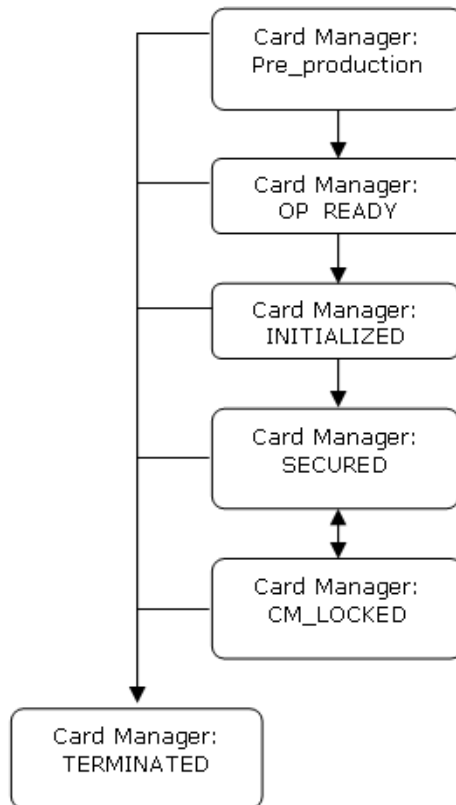 Card Manager:
Pre_production
Card Manager:
OP READY
Card Manager:
INITIALIZED
Card Manager:
SECURED
Card Manager:
CM_LOCKED
Card Manager:
TERMINATED